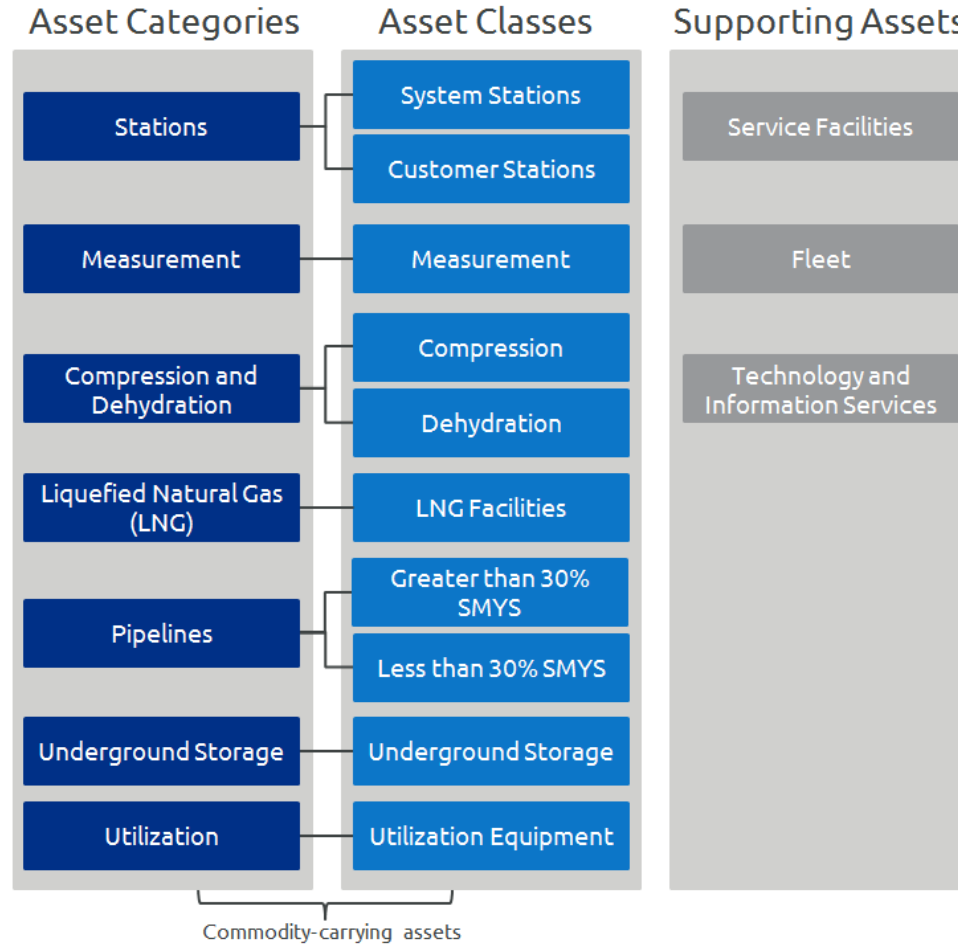 Asset Categories
Asset Classes
Supporting Assets
Stations
System Stations
Customer Stations
Service Facilities
Measurement
Measurement
Fleet
Compression and
Dehydration
Compression
Dehydration
Technology and
Information Services
Liquefied Natural Gas
(LNG)
LNG Facilities
Pipelines
Greater than 30%
SMYS
Less than 30% SMYS
Underground Storage
Underground Storage
Utilization
Utilization Equipment
Commodity-carrying assets